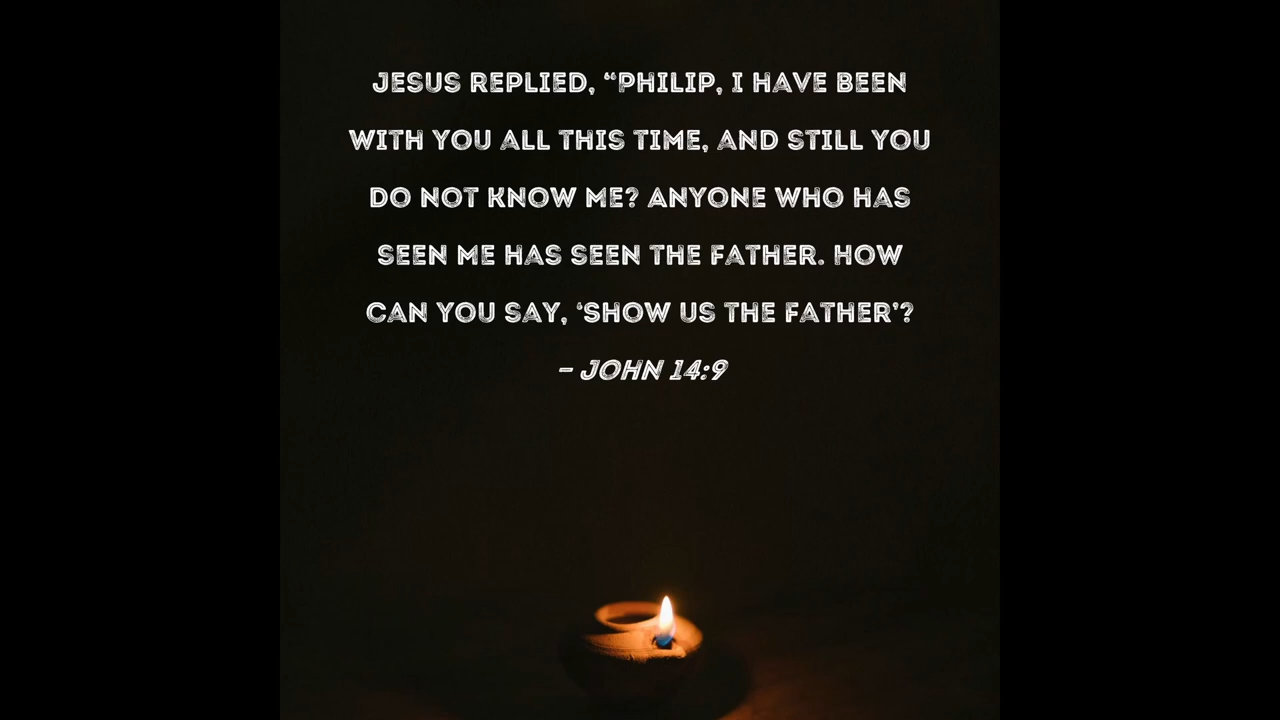 JESUS REPLIED, “PHILIP, I HAVE BEEN
WITH YOU ALL THIS TIME, AND STILL YOU
DO NOT KNOW ME? ANYONE WHO HAS
SEEN ME HAS SEEN THE FATHER. HOW
CAN YOU SAY, ‘SHOW US THE FATHER’?
– JOHN 14:9